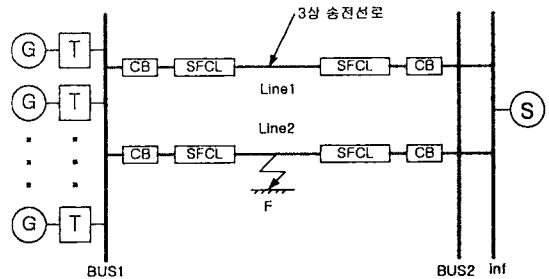 3상 송전선로
G T
CB SFCL SFCL CB
Line1
G T
S
Line2
CB SFCL SFCL CB
F
G T
BUS1 BUS2 inf